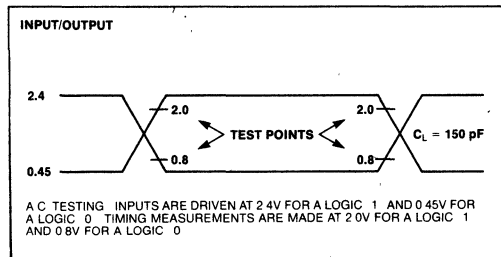 INPUT/OUTPUT
2.4
2.0
2.0
TEST POINTS
C_L = 150 pF
0.8
0.8
0.45
A C TESTING INPUTS ARE DRIVEN AT 2 4V FOR A LOGIC 1 AND 0 45V FOR
A LOGIC 0 TIMING MEASUREMENTS ARE MADE AT 2 0V FOR A LOGIC 1
AND 0 8V FOR A LOGIC 0